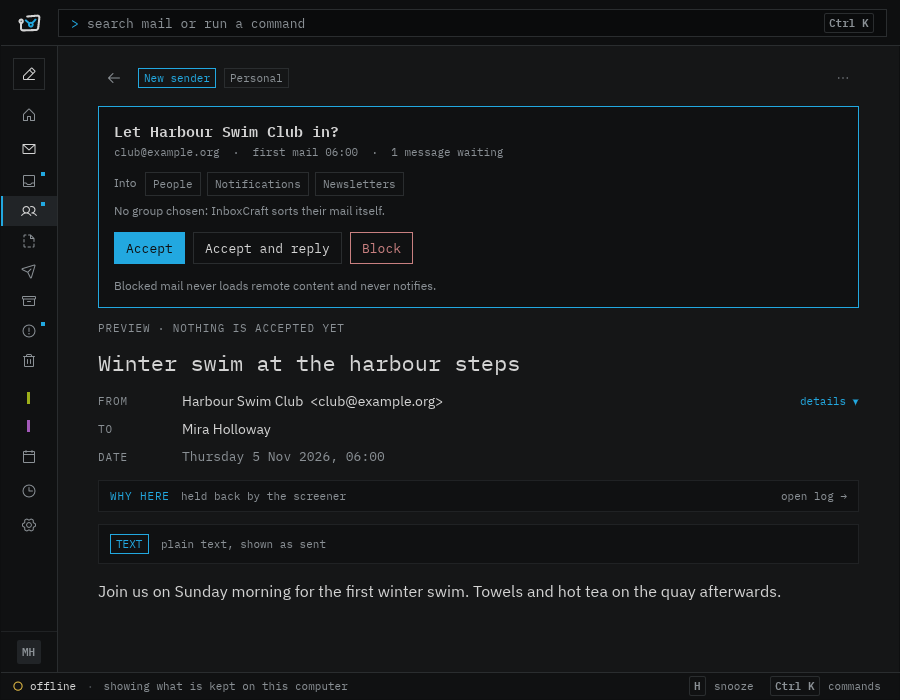 > search mail or run a command Ctrl K
New sender Personal ...
Let Harbour Swim Club in?
club@example.org · first mail 06:00 · 1 message waiting
Into People Notifications Newsletters
No group chosen: InboxCraft sorts their mail itself.
Accept Accept and reply Block
Blocked mail never loads remote content and never notifies.
PREVIEW · NOTHING IS ACCEPTED YET
Winter swim at the harbour steps
FROM Harbour Swim Club <club@example.org> details ▾
TO Mira Holloway
DATE Thursday 5 Nov 2026, 06:00
WHY HERE held back by the screener open log →
TEXT plain text, shown as sent
Join us on Sunday morning for the first winter swim. Towels and hot tea on the quay afterwards.
MH
offline · showing what is kept on this computer H snooze Ctrl K commands